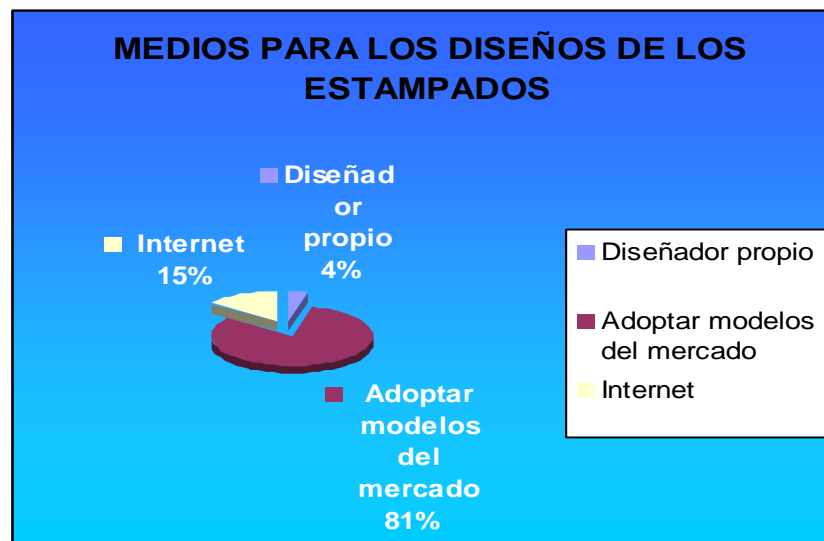 MEDIOS PARA LOS DISEÑOS DE LOS
ESTAMPADOS
Diseñad
or
propio
4%
Internet
15%
Adoptar
modelos
del
mercado
81%
Diseñador propio
Adoptar modelos
del mercado
Internet